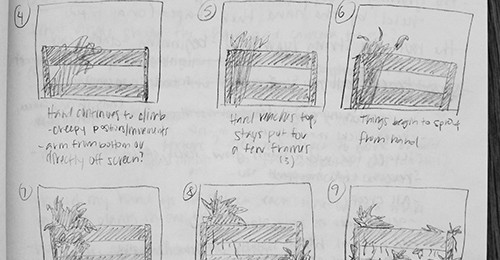 4
5
6
Hand continues to climb
- creepy positions/movements
- arm from bottom or
directly off screen?
Hand reaches top,
stays put for
a few frames
(3)
Things begin to sprout
from hand
7
8
9